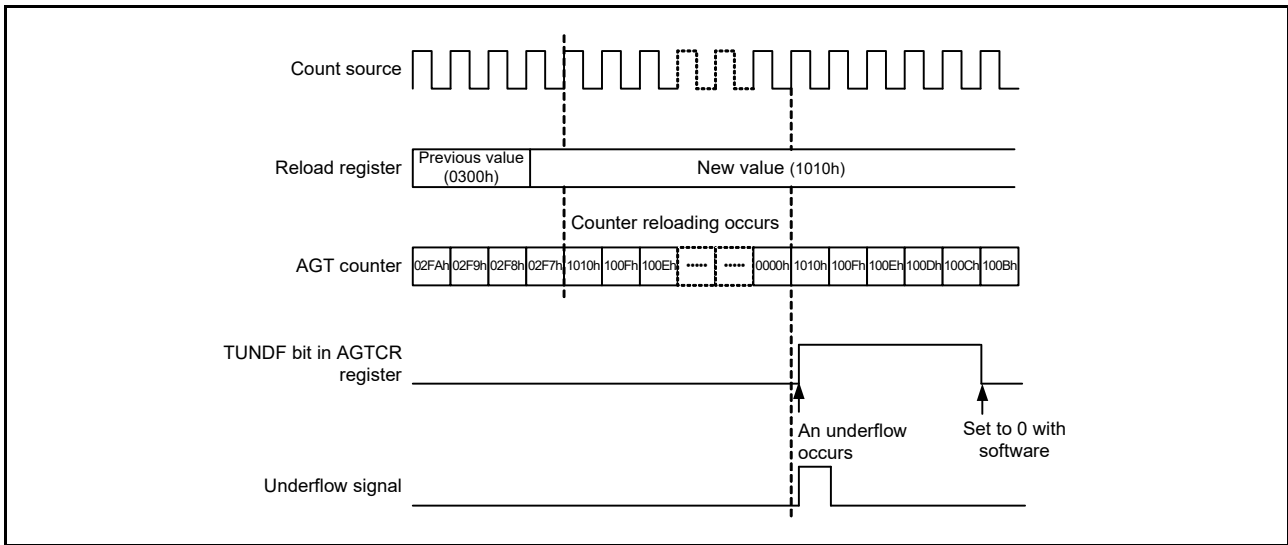 Count source
Reload register
Previous value
(0300h)
New value (1010h)
Counter reloading occurs
AGT counter
02FAh 02F9h 02F8h 02F7h 1010h 100Fh 100Eh ••••• ••••• 0000h 1010h 100Fh 100Eh 100Dh 100Ch 100Bh
TUNDF bit in AGTCR
register
An underflow
occurs
Set to 0 with
software
Underflow signal